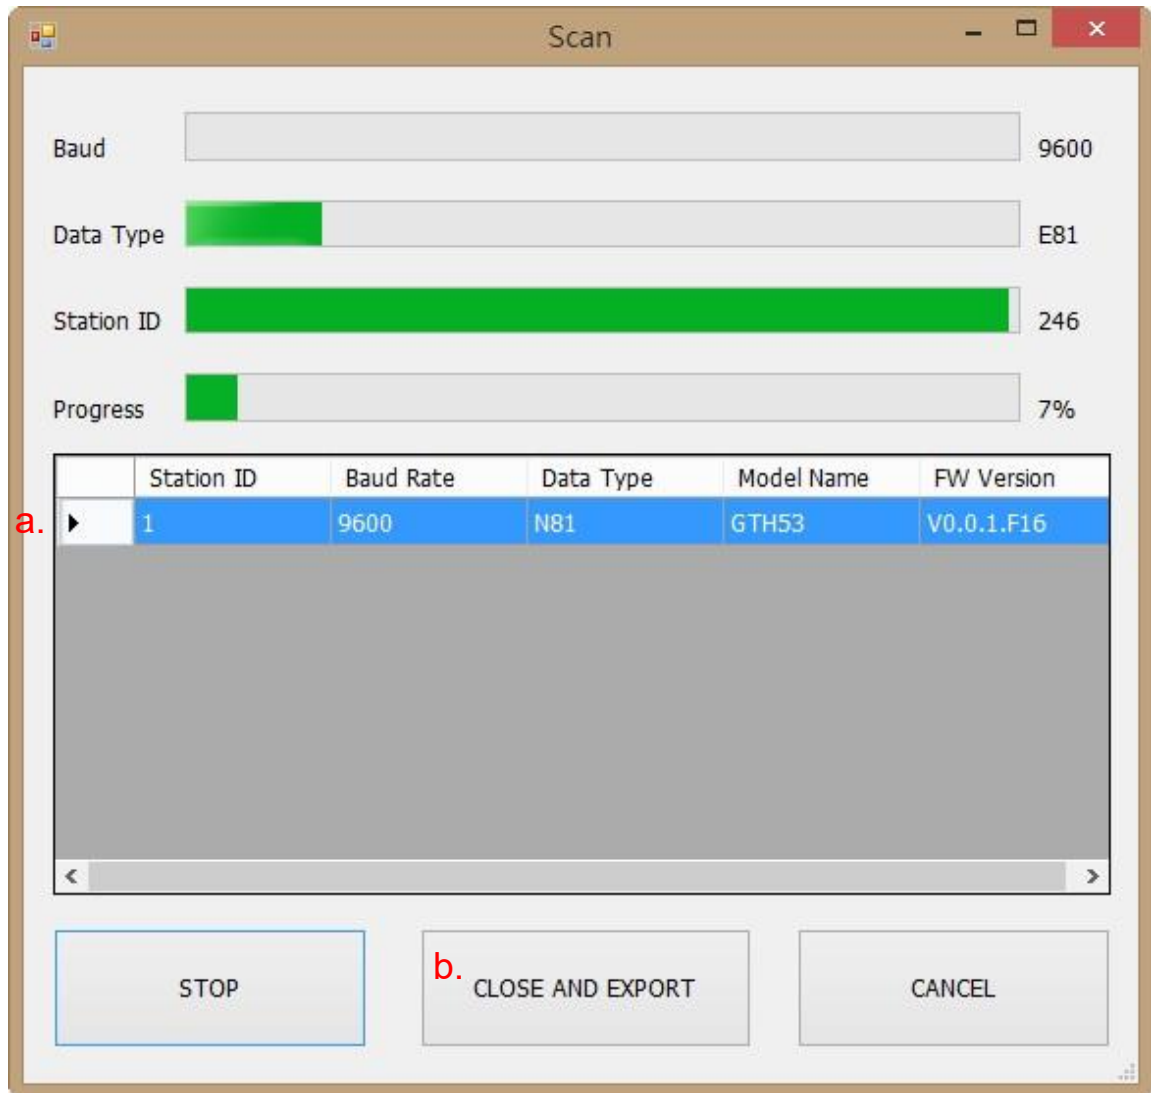 Scan
Baud 9600
Data Type E81
Station ID 246
Progress 7%
Station ID Baud Rate Data Type Model Name FW Version
a. 1 9600 N81 GTH53 V0.0.1.F16
STOP b. CLOSE AND EXPORT CANCEL